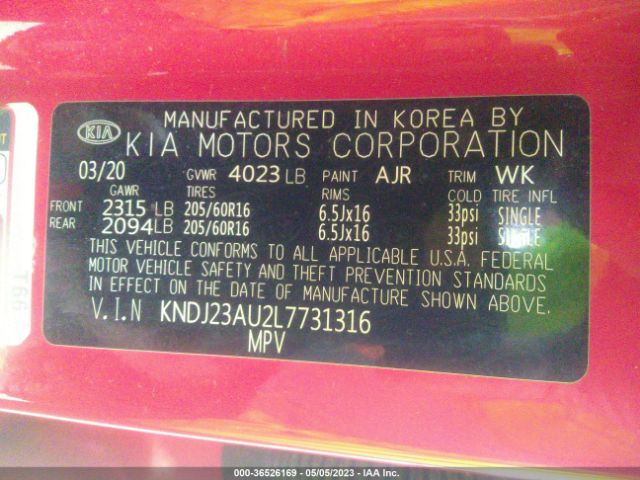 MANUFACTURED IN KOREA BY
KIA KIA MOTORS CORPORATION
03/20 GVWR 4023 LB PAINT AJR TRIM WK
GAWR TIRES RIMS COLD TIRE INFL
FRONT 2315 LB 205/60R16 6.5Jx16 33psi SINGLE
REAR 2094 LB 205/60R16 6.5Jx16 33psi SINGLE
THIS VEHICLE CONFORMS TO ALL APPLICABLE U.S.A. FEDERAL
MOTOR VEHICLE SAFETY AND THEFT PREVENTION STANDARDS
IN EFFECT ON THE DATE OF MANUFACTURE SHOWN ABOVE.
V.I.N KNDJ23AU2L7731316
MPV
000-36526169 - 05/05/2023 - IAA Inc.